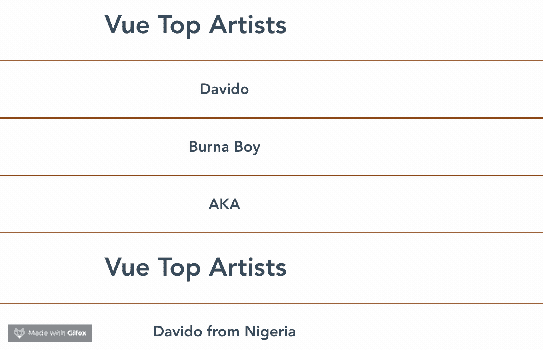 Vue Top Artists
Davido
Burna Boy
AKA
Vue Top Artists
Davido from Nigeria
Made with Gifox